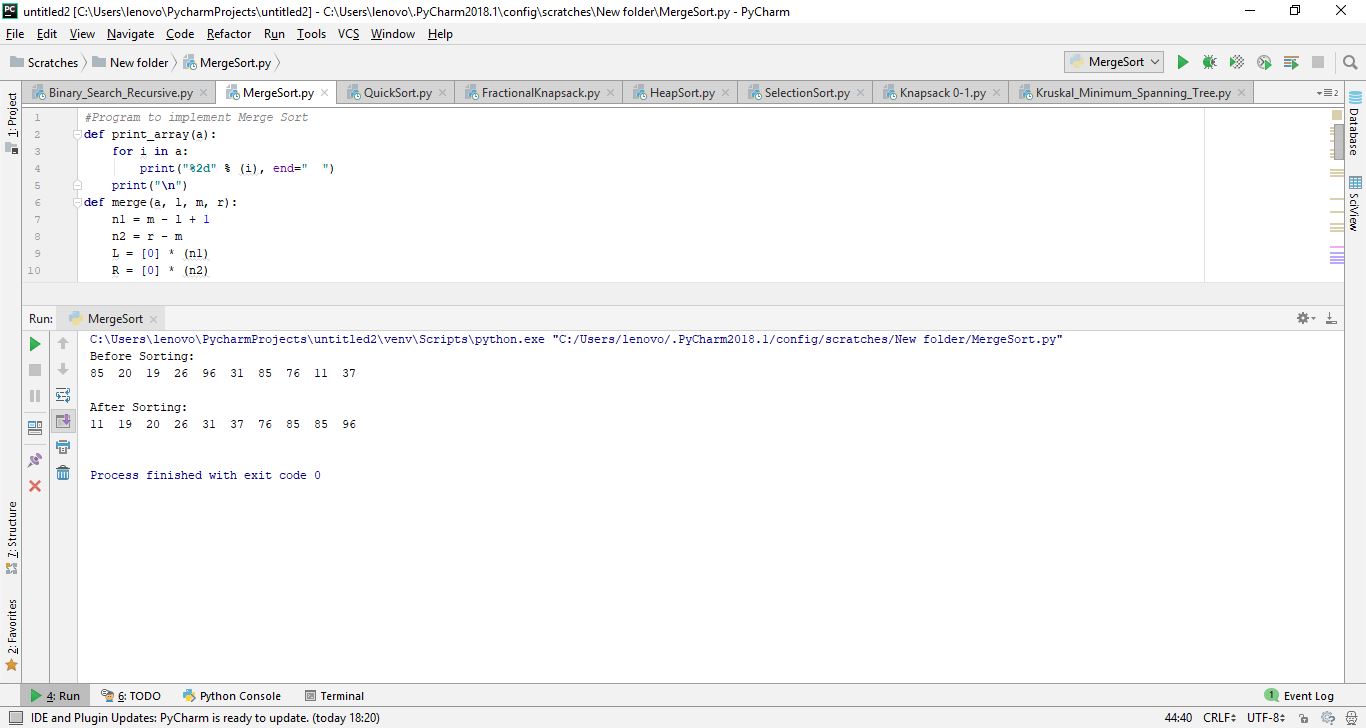 untitled2 [C:\Users\lenovo\PycharmProjects\untitled2] - C:\Users\lenovo\.PyCharm2018.1\config\scratches\New folder\MergeSort.py - PyCharm
File Edit View Navigate Code Refactor Run Tools VCS Window Help
Scratches New folder MergeSort.py MergeSort
Binary_Search_Recursive.py MergeSort.py QuickSort.py FractionalKnapsack.py HeapSort.py SelectionSort.py Knapsack 0-1.py Kruskal_Minimum_Spanning_Tree.py 2
1: Project
1 #Program to implement Merge Sort
2 def print_array(a):
3 for i in a:
4 print("%2d" % (i), end="  ")
5 print("\n")
6 def merge(a, l, m, r):
7 n1 = m - l + 1
8 n2 = r - m
9 L = [0] * (n1)
10 R = [0] * (n2)
Database
SciView
Run: MergeSort
C:\Users\lenovo\PycharmProjects\untitled2\venv\Scripts\python.exe "C:/Users/lenovo/.PyCharm2018.1/config/scratches/New folder/MergeSort.py"
Before Sorting:
85 20 19 26 96 31 85 76 11 37
After Sorting:
11 19 20 26 31 37 76 85 85 96
Process finished with exit code 0
7: Structure
2: Favorites
4: Run 6: TODO Python Console Terminal 1 Event Log
IDE and Plugin Updates: PyCharm is ready to update. (today 18:20) 44:40 CRLF UTF-8